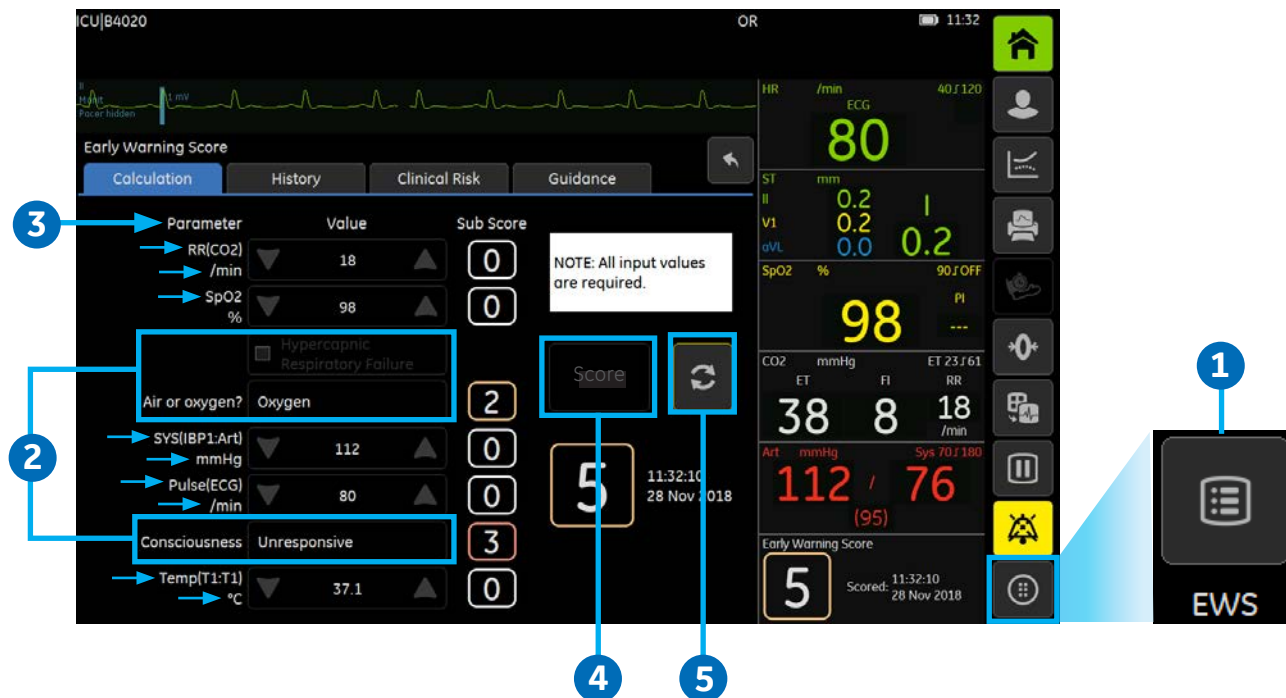 ICU|B4020
OR
11:32
II
1 mV
Monit
Pacer hidden
Early Warning Score
Calculation
History
Clinical Risk
Guidance
3
Parameter
Value
Sub Score
RR(CO2)
/min
18
0
SpO2
%
98
0
Hypercapnic
Respiratory Failure
Air or oxygen?
Oxygen
2
2
SYS(IBP1:Art)
mmHg
112
0
Pulse(ECG)
/min
80
0
Consciousness
Unresponsive
3
Temp(T1:T1)
°C
37.1
0
NOTE: All input values
are required.
Score
5
11:32:10
28 Nov 2018
4
5
HR /min 40 120
ECG
80
ST mm
II 0.2 I
V1 0.2
aVL 0.0 0.2
SpO2 % 90 OFF
PI
98 ---
CO2 mmHg ET 23 61
ET FI RR
38 8 18
/min
Art mmHg Sys 70 180
112 / 76
(95)
Early Warning Score
5
Scored: 11:32:10
28 Nov 2018
1
EWS